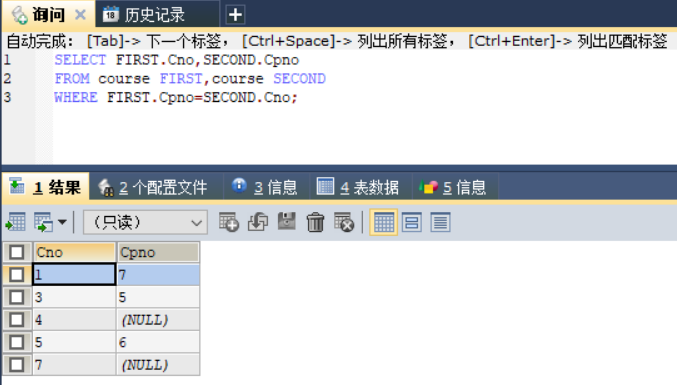 询问 历史记录
自动完成： [Tab]-> 下一个标签， [Ctrl+Space]-> 列出所有标签， [Ctrl+Enter]-> 列出匹配标签
1 SELECT FIRST.Cno,SECOND.Cpno
2 FROM course FIRST,course SECOND
3 WHERE FIRST.Cpno=SECOND.Cno;
1 结果 2 个配置文件 3 信息 4 表数据 5 信息
（只读）
Cno Cpno
1 7
3 5
4 (NULL)
5 6
7 (NULL)